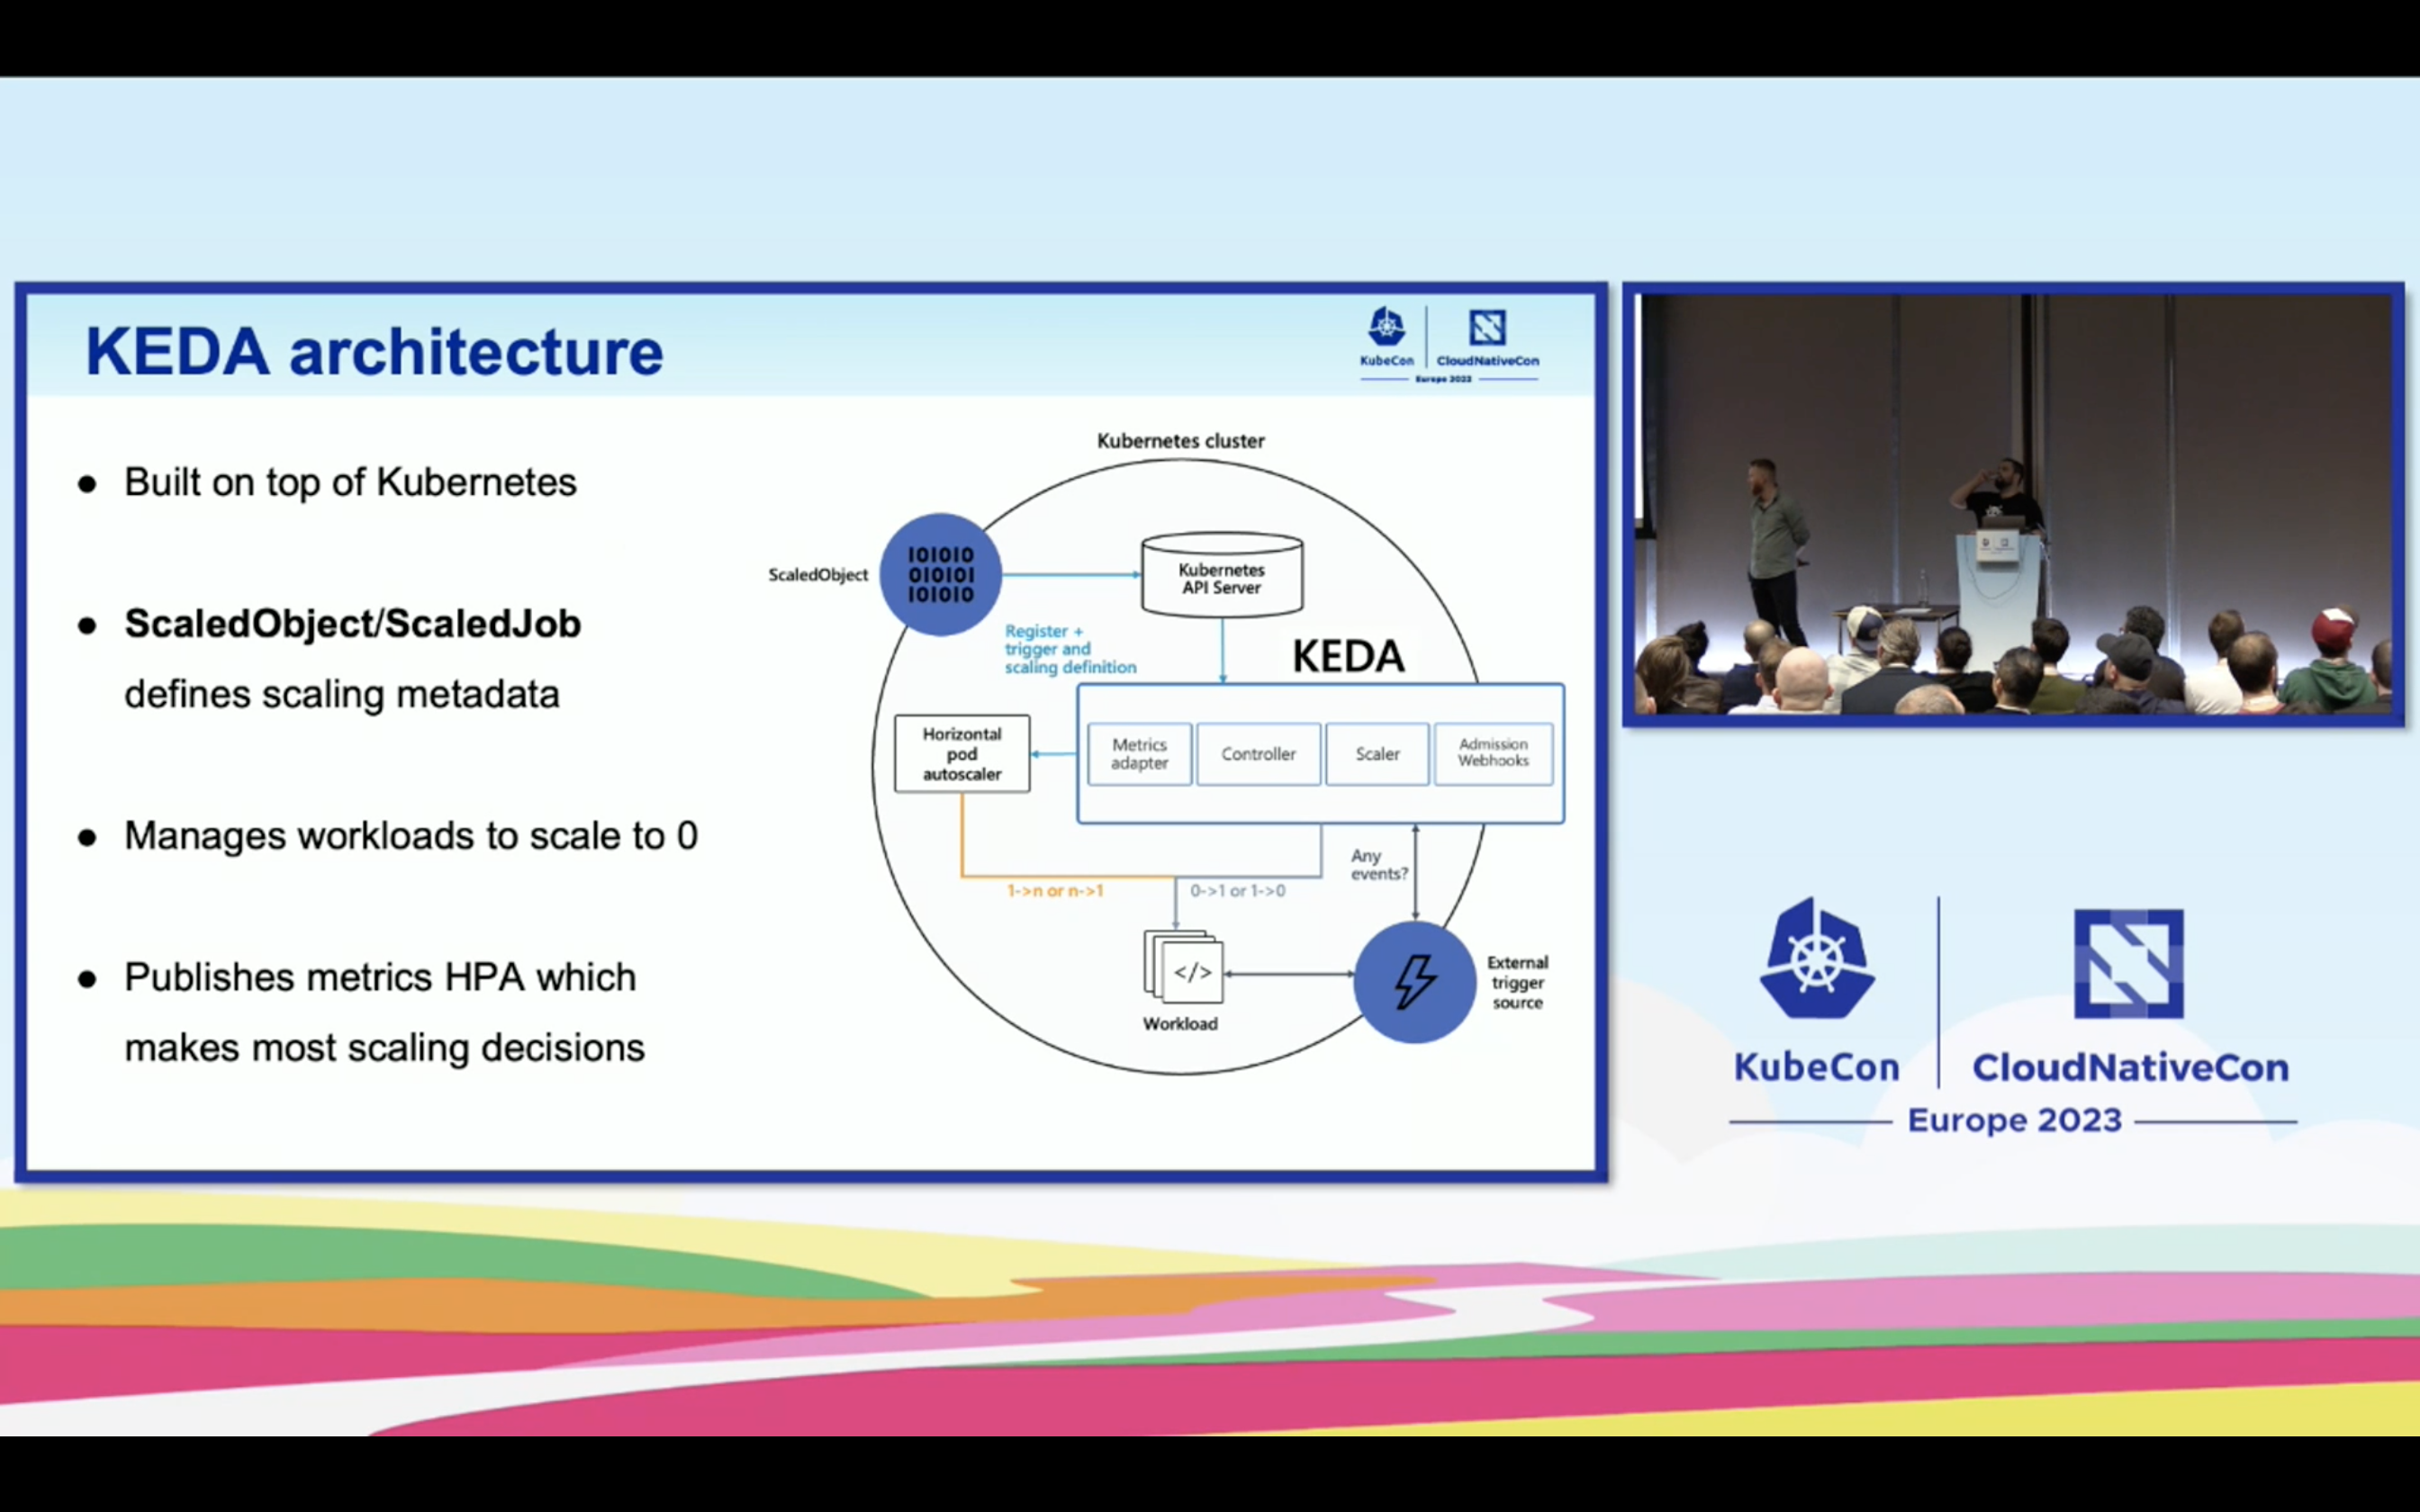 KEDA architecture
KubeCon
CloudNativeCon
Europe 2023
Built on top of Kubernetes
ScaledObject/ScaledJob
defines scaling metadata
Manages workloads to scale to 0
Publishes metrics HPA which
makes most scaling decisions
Kubernetes cluster
ScaledObject
IOIOIO
OIOIOI
IOIOIO
Kubernetes
API Server
Register +
trigger and
scaling definition
KEDA
Horizontal
pod
autoscaler
Metrics
adapter
Controller
Scaler
Admission
Webhooks
Any
events?
1->n or n->1
0->1 or 1->0
</>
Workload
External
trigger
source
KubeCon
CloudNativeCon
Europe 2023